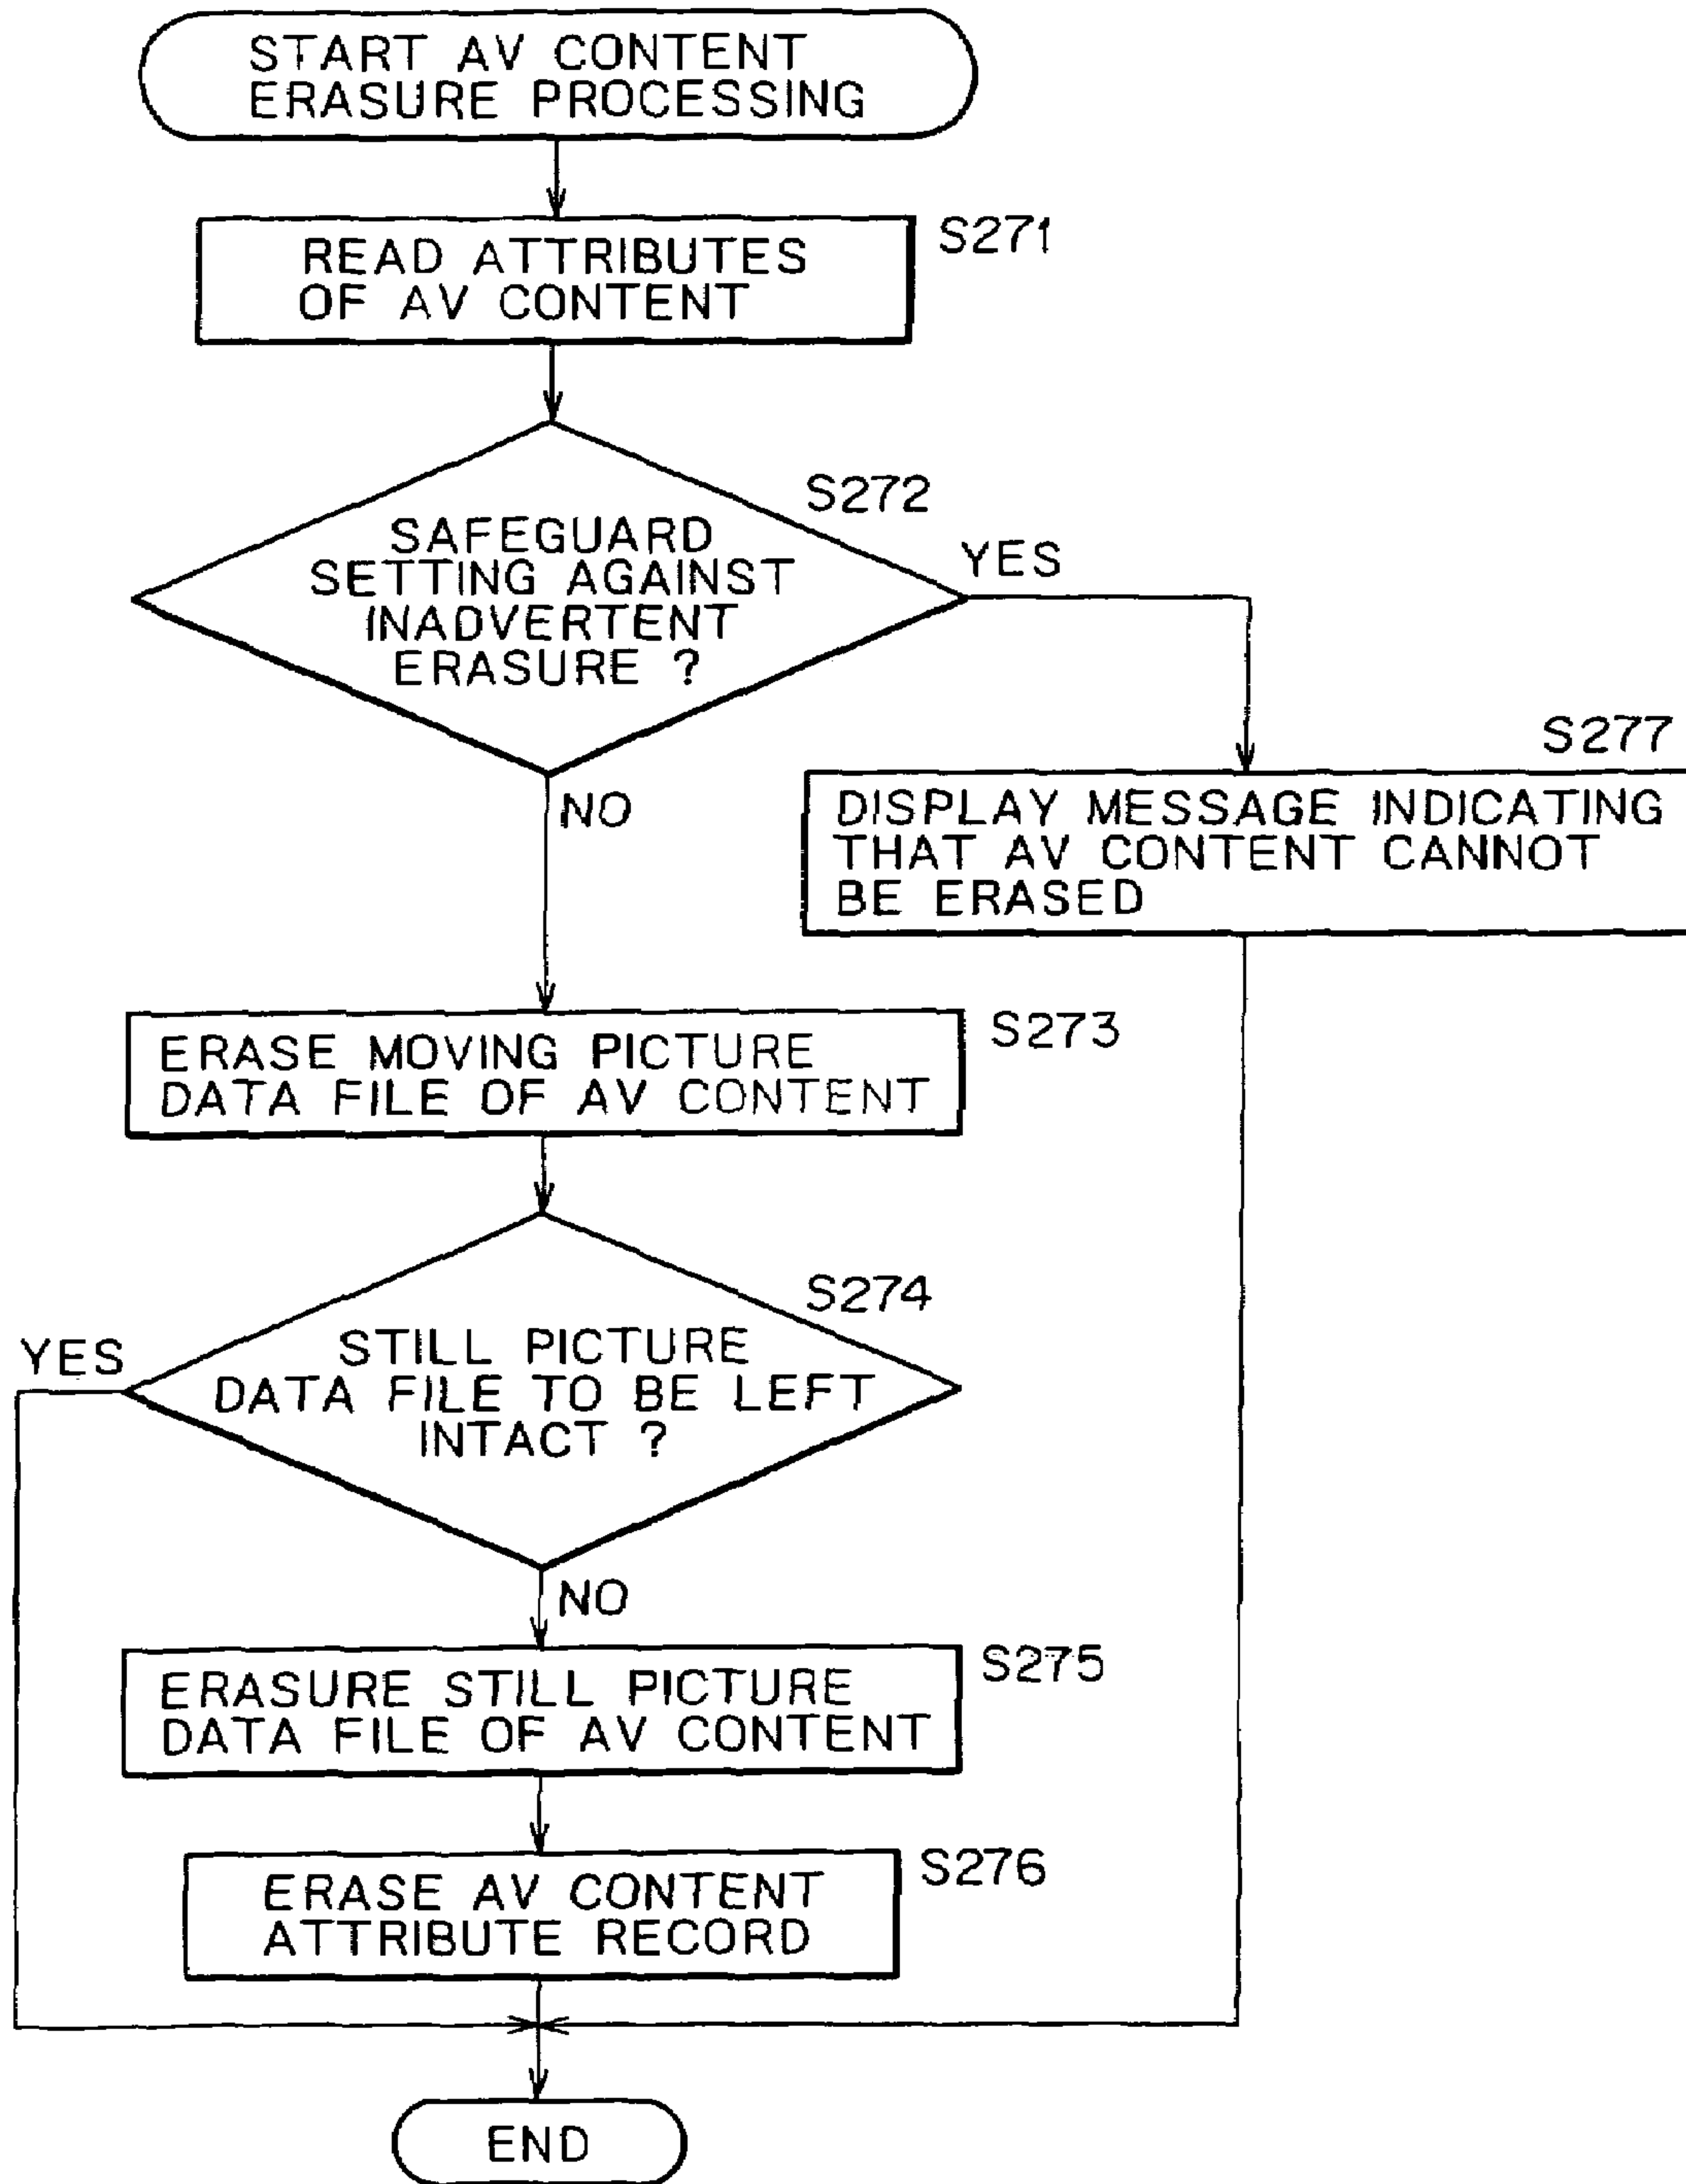 START AV CONTENT
ERASURE PROCESSING
S271
READ ATTRIBUTES
OF AV CONTENT
S272
SAFEGUARD
SETTING AGAINST
INADVERTENT
ERASURE ?
YES
NO
S277
DISPLAY MESSAGE INDICATING
THAT AV CONTENT CANNOT
BE ERASED
S273
ERASE MOVING PICTURE
DATA FILE OF AV CONTENT
S274
STILL PICTURE
DATA FILE TO BE LEFT
INTACT ?
YES
NO
S275
ERASURE STILL PICTURE
DATA FILE OF AV CONTENT
S276
ERASE AV CONTENT
ATTRIBUTE RECORD
END